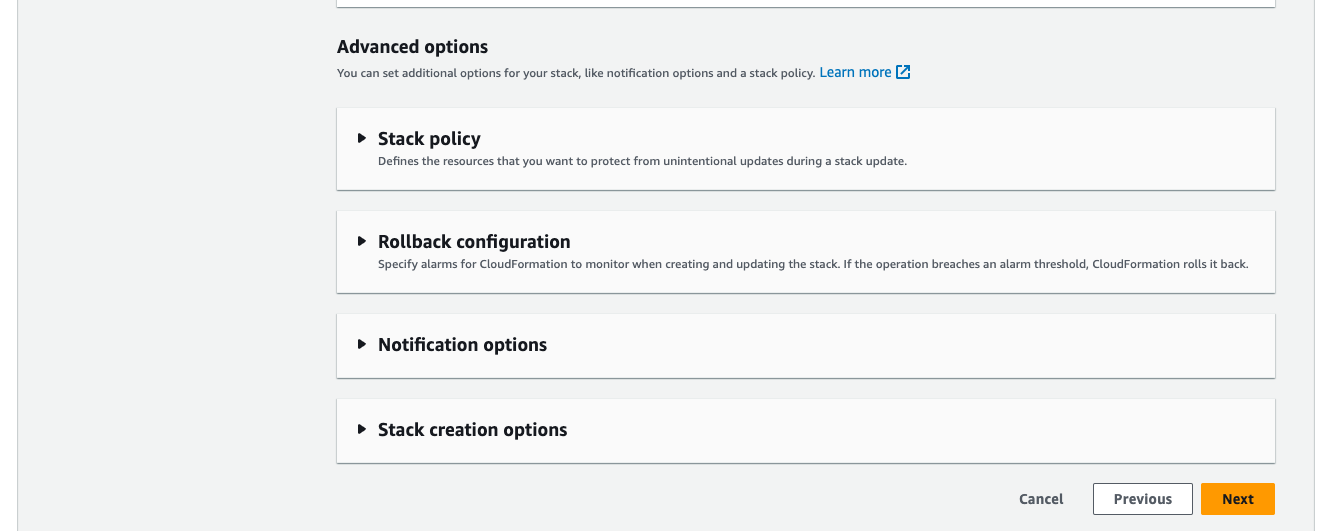 Advanced options
You can set additional options for your stack, like notification options and a stack policy. Learn more
Stack policy
Defines the resources that you want to protect from unintentional updates during a stack update.
Rollback configuration
Specify alarms for CloudFormation to monitor when creating and updating the stack. If the operation breaches an alarm threshold, CloudFormation rolls it back.
Notification options
Stack creation options
Cancel Previous Next